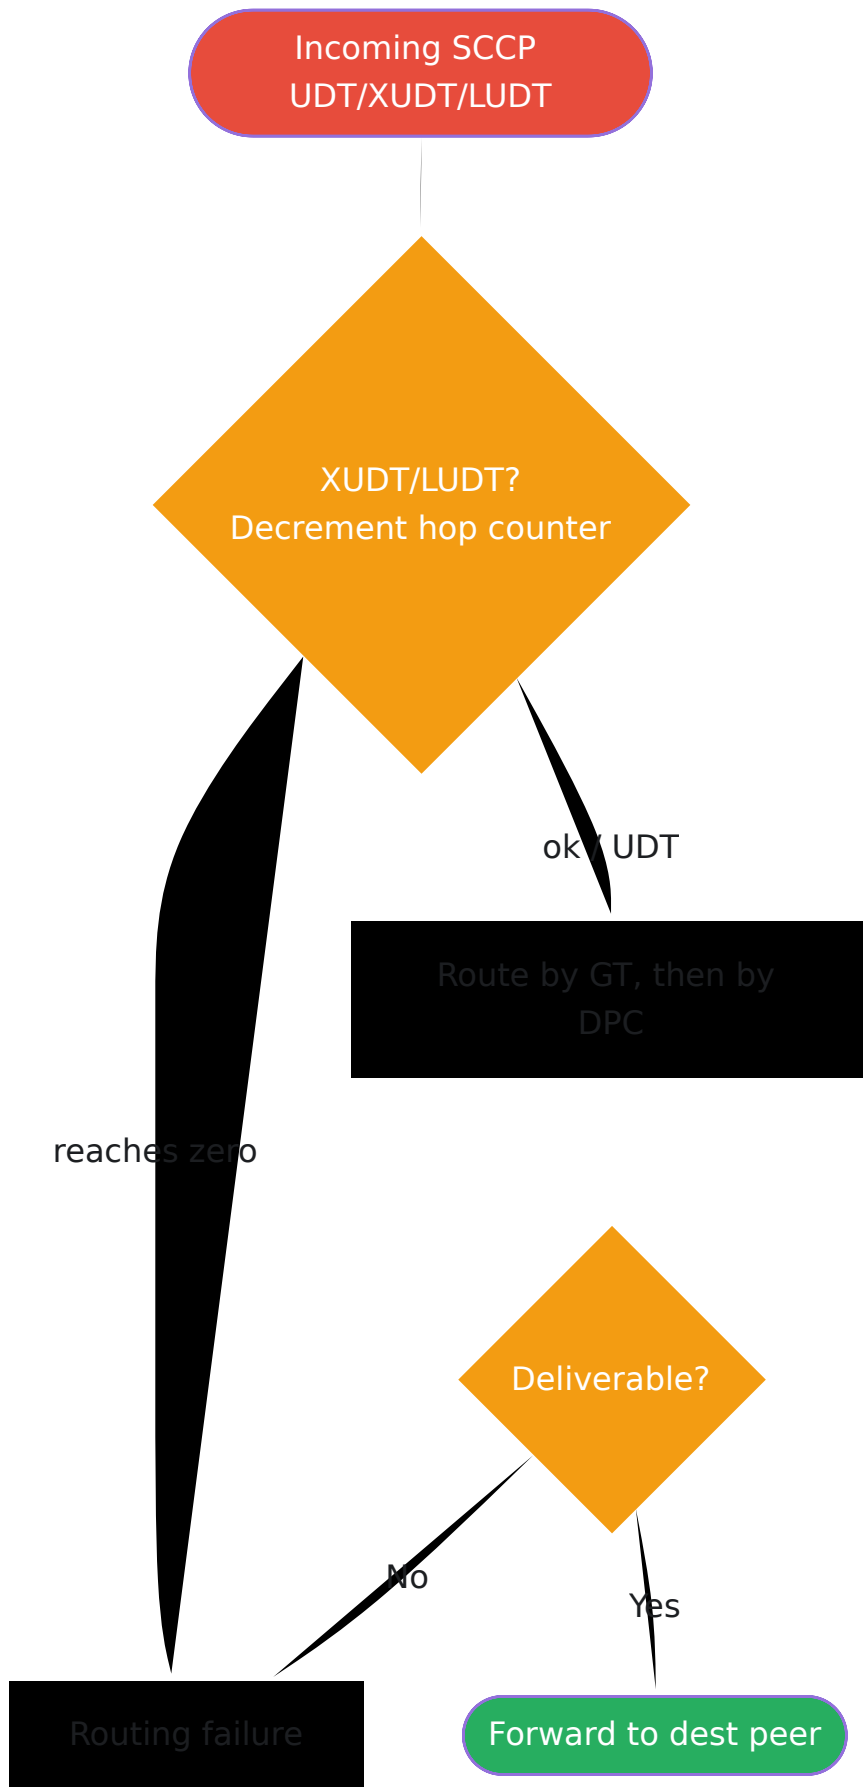 Incoming SCCP
UDT/XUDT/LUDT
XUDT/LUDT?
Decrement hop counter
ok / UDT
Route by GT, then by
DPC
reaches zero
Deliverable?
No
Yes
Routing failure
Forward to dest peer